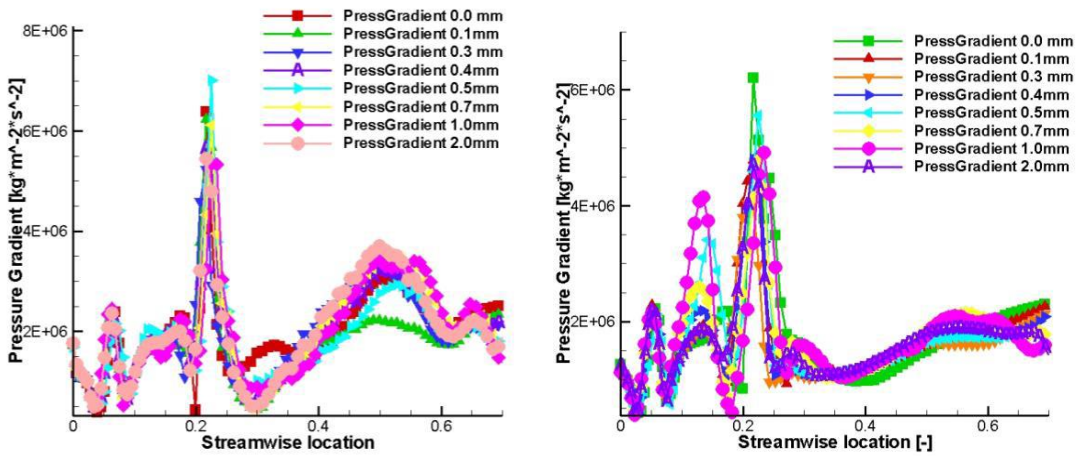 8E+06
6E+06
4E+06
2E+06
Pressure Gradient [kg*m^-2*s^-2]
0
0.2
0.4
0.6
Streamwise location
PressGradient 0.0 mm
PressGradient 0.1mm
PressGradient 0.3 mm
PressGradient 0.4mm
PressGradient 0.5mm
PressGradient 0.7mm
PressGradient 1.0mm
PressGradient 2.0mm
6E+06
4E+06
2E+06
Pressure Gradient [kg*m^-2*s^-2]
0
0.2
0.4
0.6
Streamwise location [-]
PressGradient 0.0 mm
PressGradient 0.1mm
PressGradient 0.3 mm
PressGradient 0.4mm
PressGradient 0.5mm
PressGradient 0.7mm
PressGradient 1.0mm
PressGradient 2.0mm